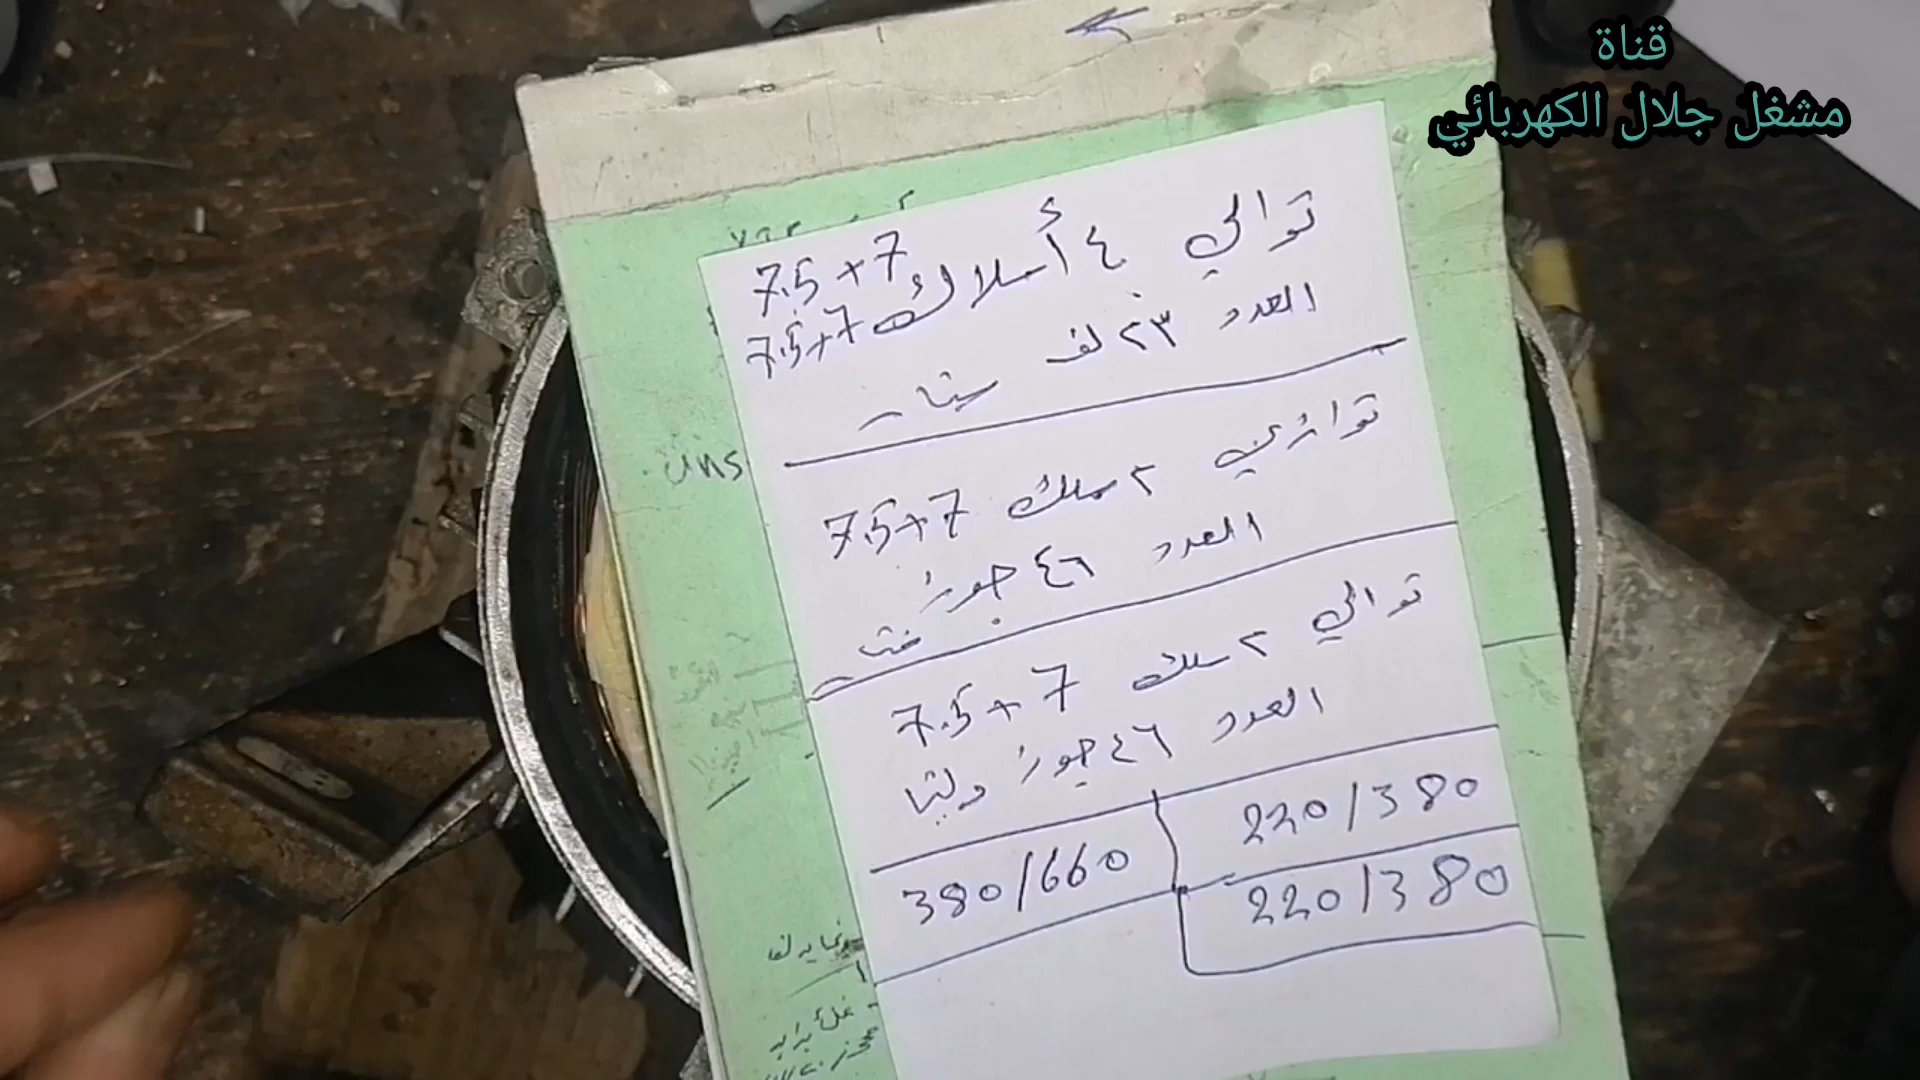 قناة
مشغل جلال الكهربائي
توالي ٤ أسلاك 7.5+7
7.5+7
العدد ٢٣ لف
ستار
توازي ٢ سلك 7.5+7
العدد ٤٦ جوز
توالي ٢ سلك 7.5+7
العدد ٤٦ جوز دلتا
220/380
380/660
220/380